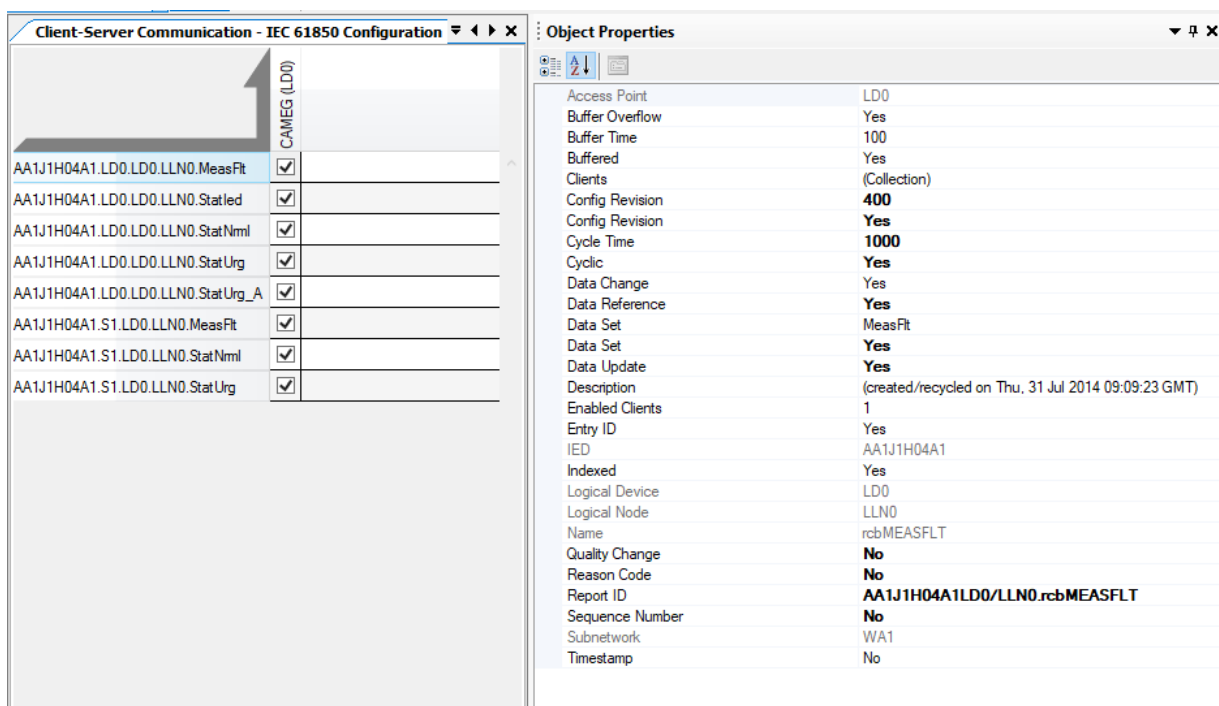 Client-Server Communication - IEC 61850 Configuration
CAMEG (LD0)
AA1J1H04A1.LD0.LD0.LLN0.MeasFlt
AA1J1H04A1.LD0.LD0.LLN0.Statled
AA1J1H04A1.LD0.LD0.LLN0.StatNrml
AA1J1H04A1.LD0.LD0.LLN0.StatUrg
AA1J1H04A1.LD0.LD0.LLN0.StatUrg_A
AA1J1H04A1.S1.LD0.LLN0.MeasFlt
AA1J1H04A1.S1.LD0.LLN0.StatNrml
AA1J1H04A1.S1.LD0.LLN0.StatUrg
Object Properties
Access Point LD0
Buffer Overflow Yes
Buffer Time 100
Buffered Yes
Clients (Collection)
Config Revision 400
Config Revision Yes
Cycle Time 1000
Cyclic Yes
Data Change Yes
Data Reference Yes
Data Set MeasFlt
Data Set Yes
Data Update Yes
Description (created/recycled on Thu, 31 Jul 2014 09:09:23 GMT)
Enabled Clients 1
Entry ID Yes
IED AA1J1H04A1
Indexed Yes
Logical Device LD0
Logical Node LLN0
Name rcbMEASFLT
Quality Change No
Reason Code No
Report ID AA1J1H04A1LD0/LLN0.rcbMEASFLT
Sequence Number No
Subnetwork WA1
Timestamp No